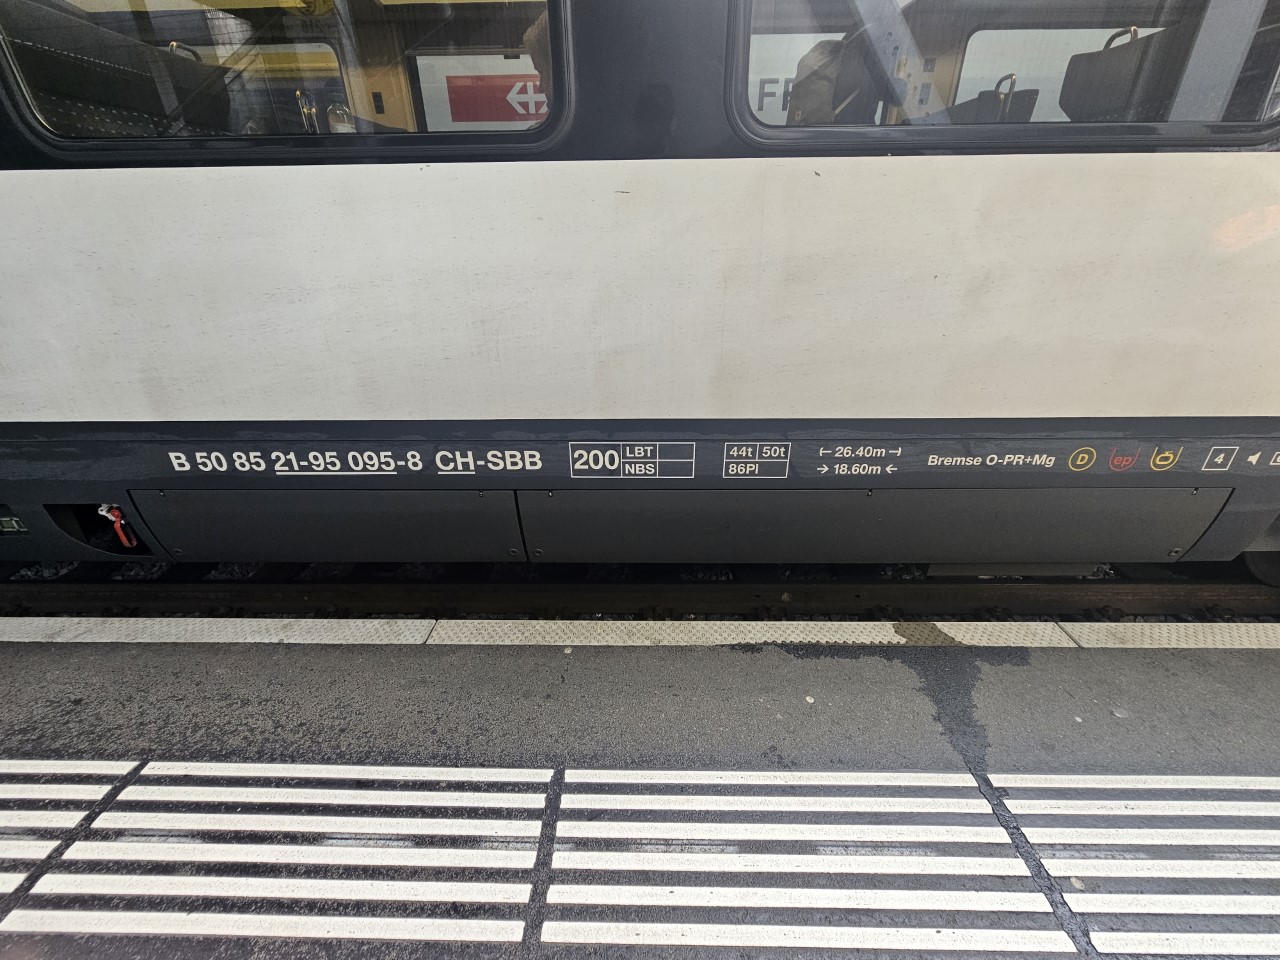 FF
B 50 85 21-95 095-8 CH-SBB
200 LBT
NBS
44t 50t
86Pl
26.40m
18.60m
Bremse O-PR+Mg D ep
4